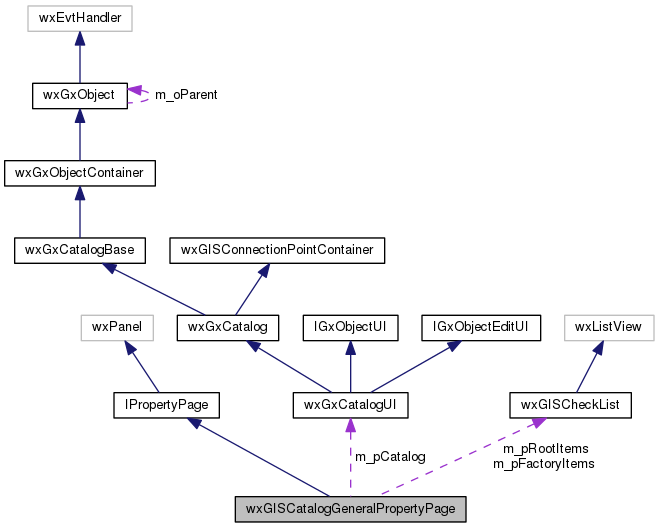 wxEvtHandler
wxGxObject
m_oParent
wxGxObjectContainer
wxGxCatalogBase
wxGISConnectionPointContainer
wxPanel
wxGxCatalog
IGxObjectUI
IGxObjectEditUI
wxListView
IPropertyPage
wxGxCatalogUI
wxGISCheckList
m_pCatalog
m_pRootItems
m_pFactoryItems
wxGISCatalogGeneralPropertyPage